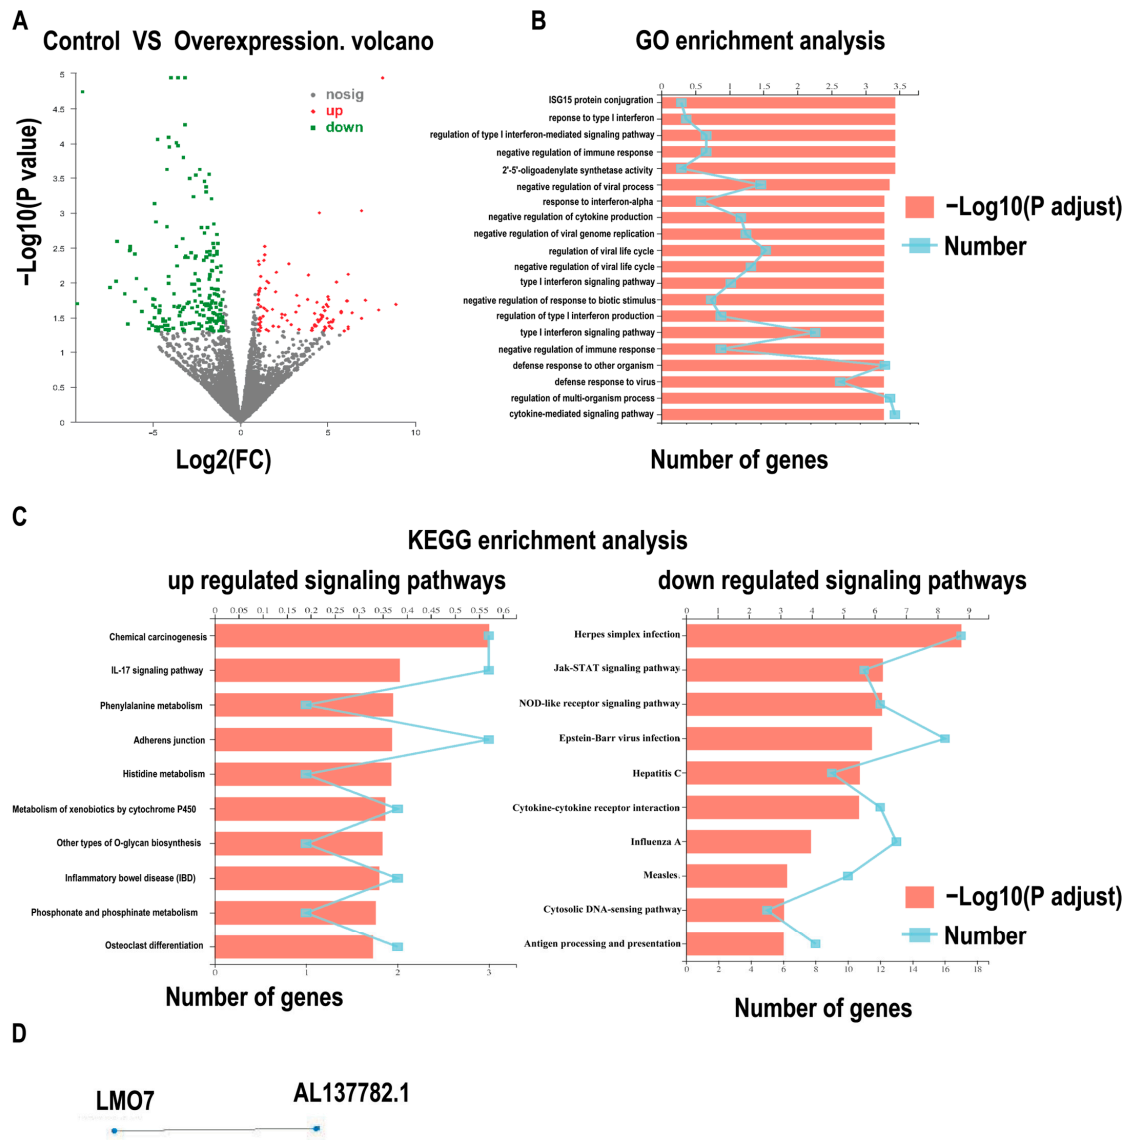 A
Control VS Overexpression. volcano
−Log10(P value)
5
4.5
4
3.5
3
2.5
2
1.5
1
0.5
0
−5
0
5
10
nosig
up
down
Log2(FC)
B
GO enrichment analysis
0 0.5 1 1.5 2 2.5 3 3.5
ISG15 protein conjugration
reponse to type I interferon
regulation of type I interferon-mediated signaling pathway
negative regulation of immune response
2'-5'-oligoadenylate synthetase activity
negative regulation of viral process
response to interferon-alpha
negative regulation of cytokine production
negative regulation of viral genome replication
regulation of viral life cycle
negative regulation of viral life cycle
type I interferon signaling pathway
negative regulation of response to biotic stimulus
regulation of type I interferon production
type I interferon signaling pathway
negative regulation of immune response
defense response to other organism
defense response to virus
regulation of multi-organism process
cytokine-mediated signaling pathway
−Log10(P adjust)
Number
Number of genes
C
KEGG enrichment analysis
up regulated signaling pathways
0 0.05 0.1 0.15 0.2 0.25 0.3 0.35 0.4 0.45 0.5 0.55 0.6
Chemical carcinogenesis
IL-17 signaling pathway
Phenylalanine metabolism
Adherens junction
Histidine metabolism
Metabolism of xenobiotics by cytochrome P450
Other types of O-glycan biosynthesis
Inflammatory bowel disease (IBD)
Phosphonate and phosphinate metabolism
Osteoclast differentiation
0 1 2 3
Number of genes
down regulated signaling pathways
0 1 2 3 4 5 6 7 8 9
Herpes simplex infection
Jak-STAT signaling pathway
NOD-like receptor signaling pathway
Epstein-Barr virus infection
Hepatitis C
Cytokine-cytokine receptor interaction
Influenza A
Measles.
Cytosolic DNA-sensing pathway
Antigen processing and presentation
0 2 4 6 8 10 12 14 16 18
−Log10(P adjust)
Number
Number of genes
D
LMO7
AL137782.1